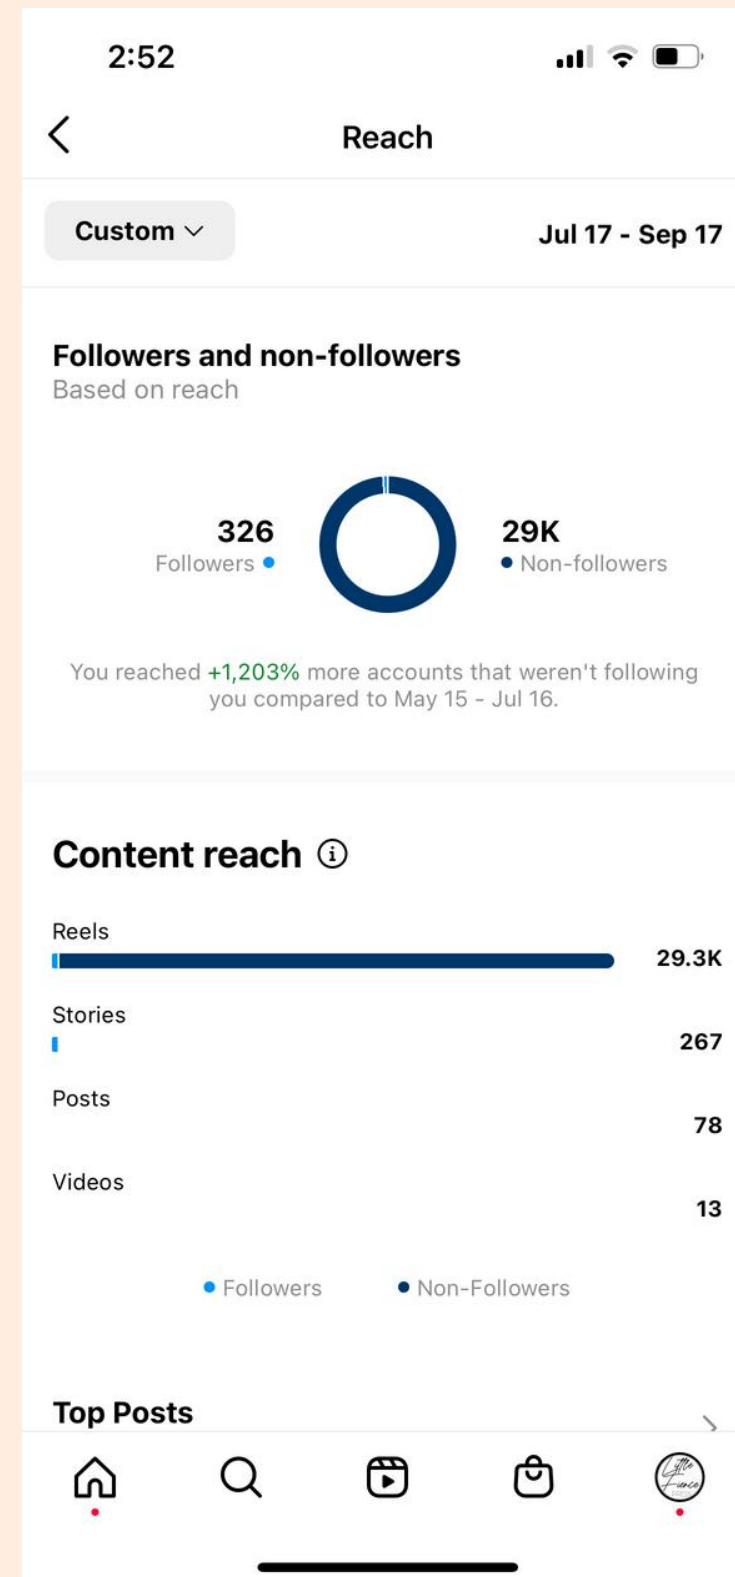 2:52
Reach
Custom
Jul 17 - Sep 17
Followers and non-followers
Based on reach
326
Followers
29K
Non-followers
You reached +1,203% more accounts that weren't following
you compared to May 15 - Jul 16.
Content reach
Reels
29.3K
Stories
267
Posts
78
Videos
13
Followers
Non-Followers
Top Posts
Little
Fierce